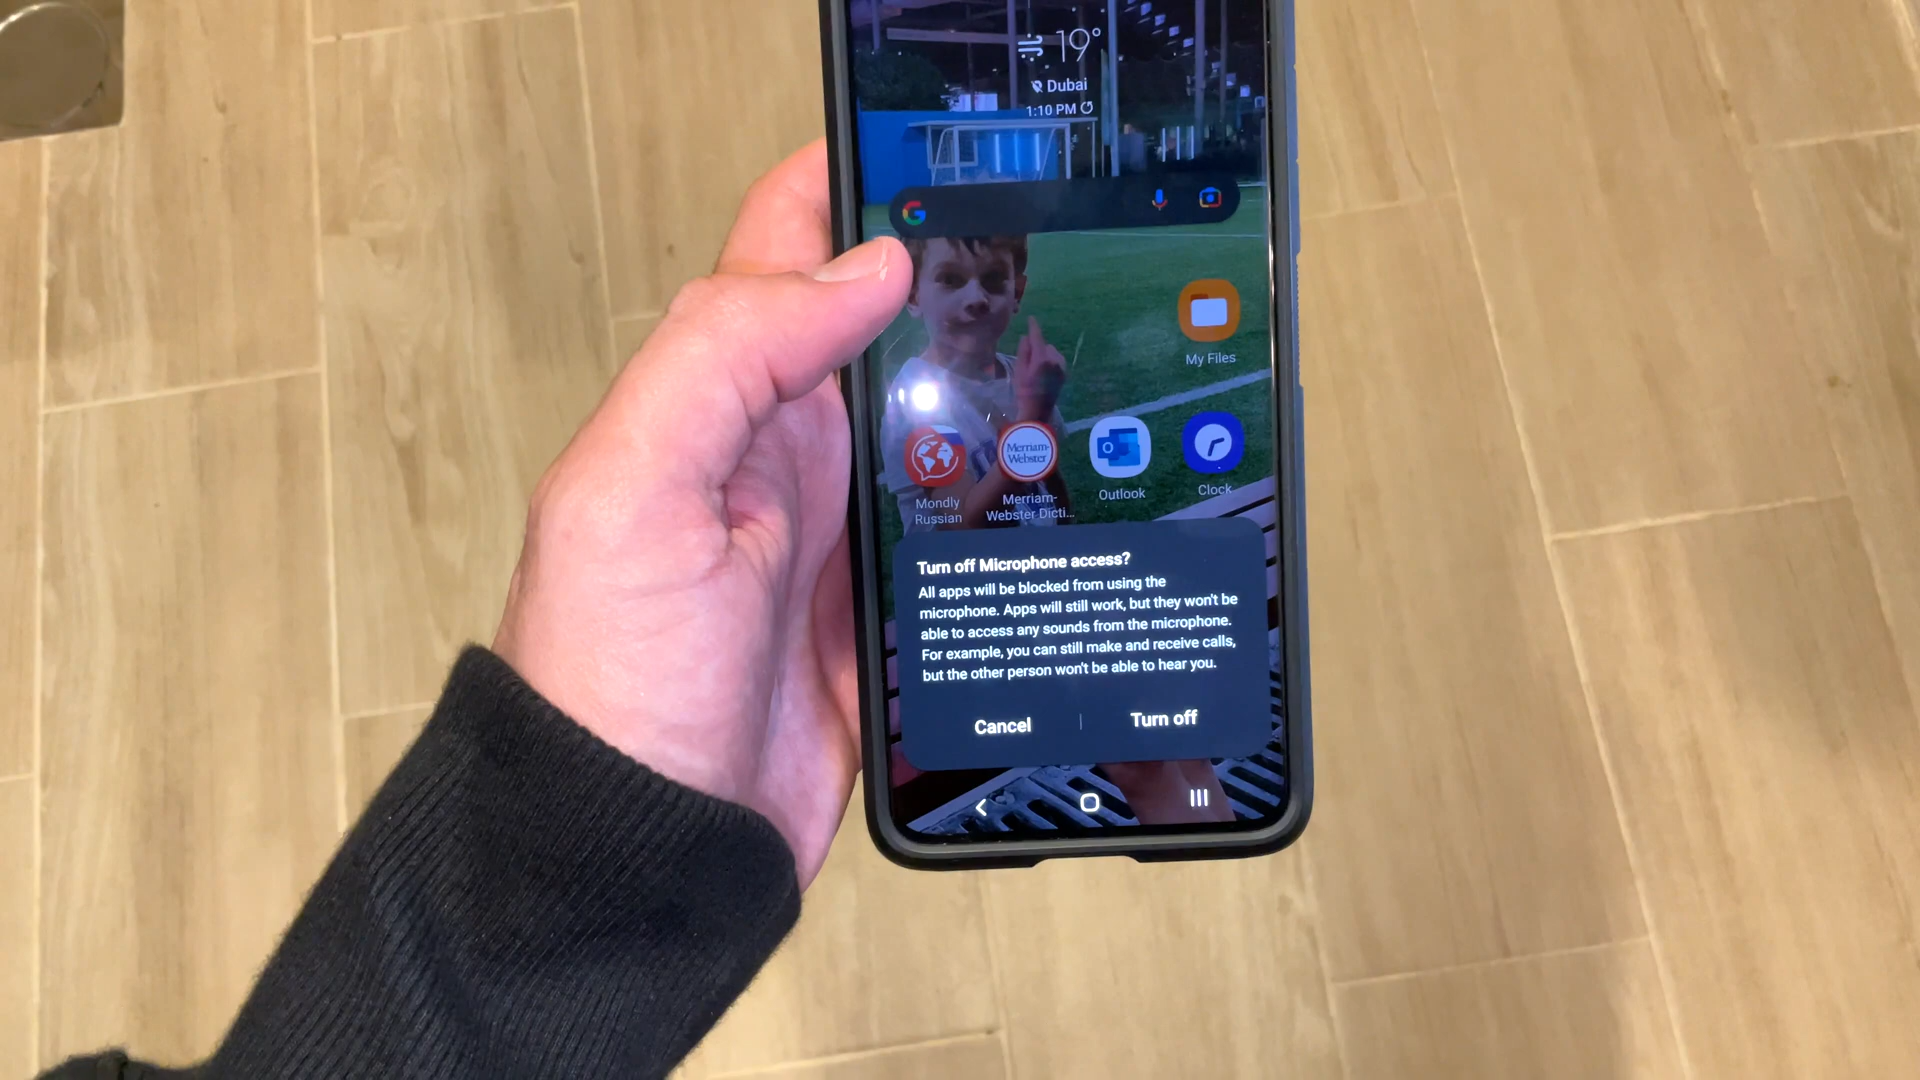 19°
Dubai
1:10 PM
My Files
Merriam-
Webster
Mondly
Russian
Merriam-
Webster Dicti...
Outlook
Clock
Turn off Microphone access?
All apps will be blocked from using the
microphone. Apps will still work, but they won't be
able to access any sounds from the microphone.
For example, you can still make and receive calls,
but the other person won't be able to hear you.
Cancel
Turn off